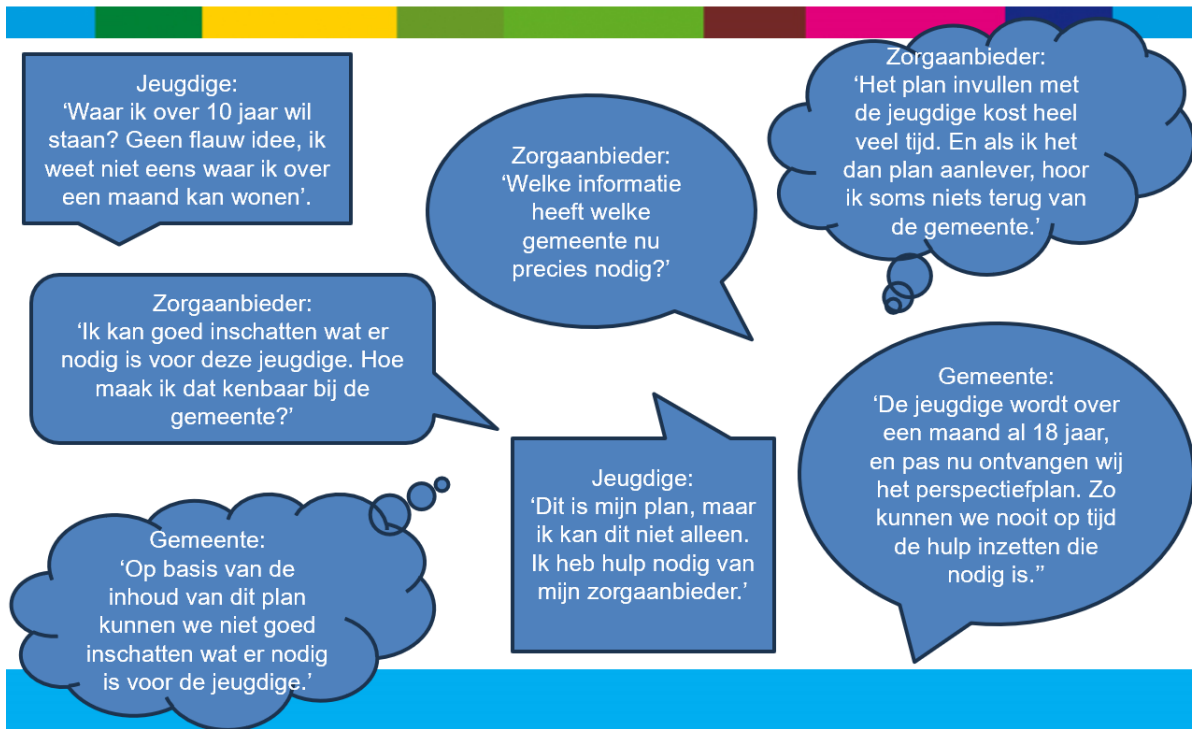 Jeugdige:
‘Waar ik over 10 jaar wil
staan? Geen flauw idee, ik
weet niet eens waar ik over
een maand kan wonen’.
Zorgaanbieder:
‘Welke informatie
heeft welke
gemeente nu
precies nodig?’
Zorgaanbieder:
‘Het plan invullen met
de jeugdige kost heel
veel tijd. En als ik het
dan plan aanlever, hoor
ik soms niets terug van
de gemeente.’
Zorgaanbieder:
‘Ik kan goed inschatten wat er
nodig is voor deze jeugdige. Hoe
maak ik dat kenbaar bij de
gemeente?’
Jeugdige:
‘Dit is mijn plan, maar
ik kan dit niet alleen.
Ik heb hulp nodig van
mijn zorgaanbieder.’
Gemeente:
‘De jeugdige wordt over
een maand al 18 jaar,
en pas nu ontvangen wij
het perspectiefplan. Zo
kunnen we nooit op tijd
de hulp inzetten die
nodig is.’’
Gemeente:
‘Op basis van de
inhoud van dit plan
kunnen we niet goed
inschatten wat er nodig
is voor de jeugdige.’